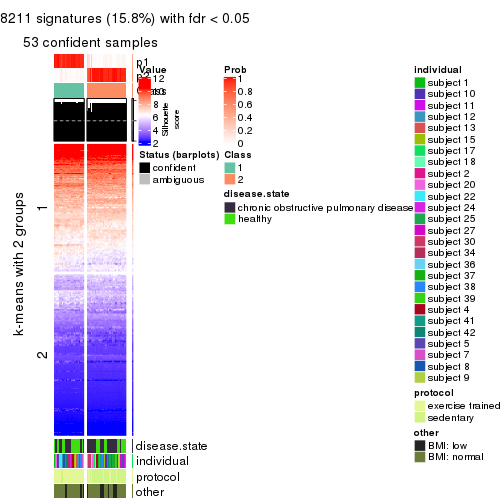 8211 signatures (15.8%) with fdr < 0.05
53 confident samples
p1
p2
Class
Silhouette
score
k-means with 2 groups
1
2
disease.state
individual
protocol
other
Value
12
10
8
6
4
2
Status (barplots)
confident
ambiguous
Prob
1
0.8
0.6
0.4
0.2
0
Class
1
2
disease.state
chronic obstructive pulmonary disease
healthy
individual
subject 1
subject 10
subject 11
subject 12
subject 13
subject 15
subject 17
subject 18
subject 2
subject 20
subject 22
subject 24
subject 25
subject 27
subject 30
subject 34
subject 36
subject 37
subject 38
subject 39
subject 4
subject 41
subject 42
subject 5
subject 7
subject 8
subject 9
protocol
exercise trained
sedentary
other
BMI: low
BMI: normal